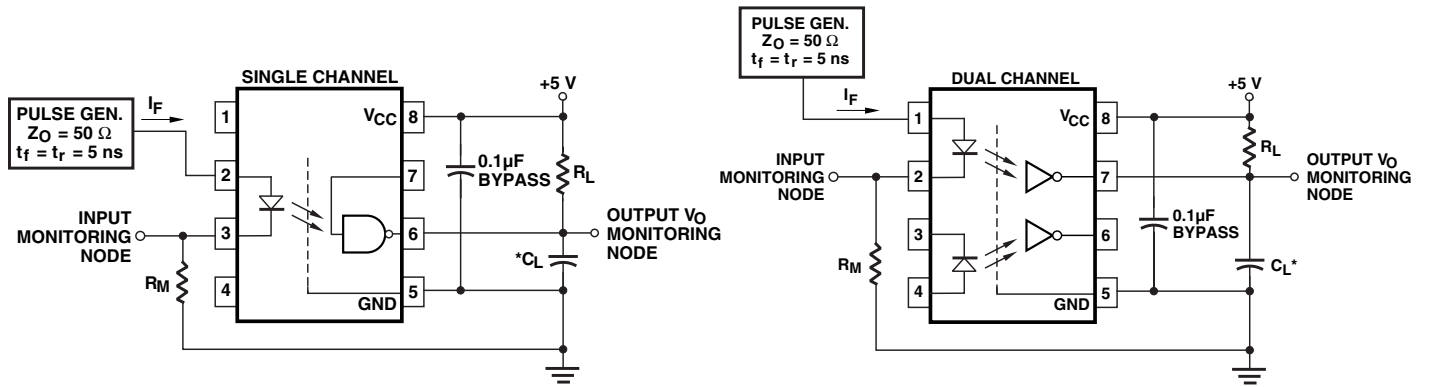 SINGLE CHANNEL
PULSE GEN.
ZO = 50 Ω
tf = tr = 5 ns
IF
1
2
3
4
VCC 8
7
6
GND 5
+5 V
0.1µF
BYPASS
RL
INPUT
MONITORING
NODE
RM
OUTPUT VO
MONITORING
NODE
*CL
PULSE GEN.
ZO = 50 Ω
tf = tr = 5 ns
DUAL CHANNEL
IF
1
2
3
4
VCC 8
7
6
GND 5
+5 V
RL
INPUT
MONITORING
NODE
RM
OUTPUT VO
MONITORING
NODE
0.1µF
BYPASS
CL*